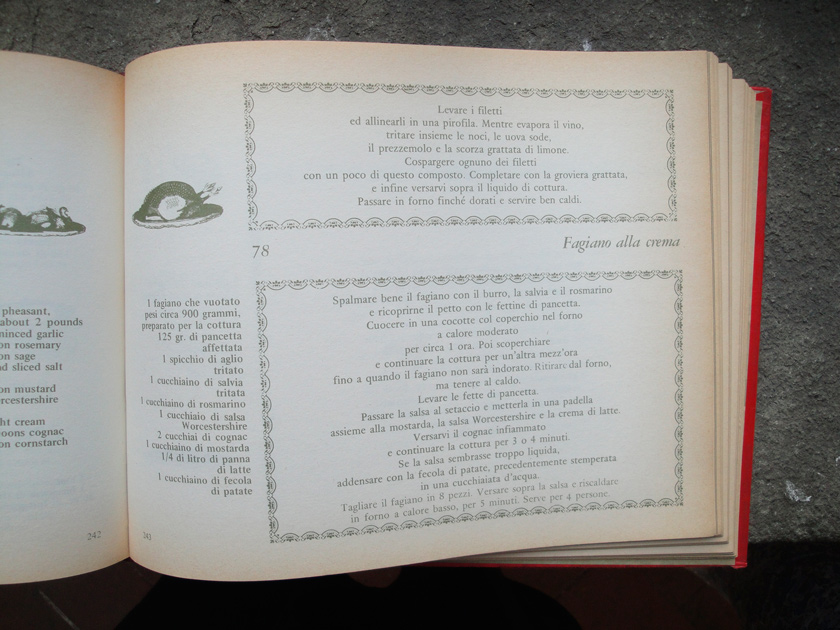 pheasant,
about 2 pounds
minced garlic
on rosemary
on sage
nd sliced salt
on mustard
orcestershire
ht cream
oons cognac
on cornstarch
242
Levare i filetti
ed allinearli in una pirofila. Mentre evapora il vino,
tritare insieme le noci, le uova sode,
il prezzemolo e la scorza grattata di limone.
Cospargere ognuno dei filetti
con un poco di questo composto. Completare con la groviera grattata,
e infine versarvi sopra il liquido di cottura.
Passare in forno finché dorati e servire ben caldi.
78
Fagiano alla crema
1 fagiano che vuotato
pesi circa 900 grammi,
preparato per la cottura
125 gr. di pancetta
affettata
1 spicchio di aglio
tritato
1 cucchiaino di salvia
tritata
1 cucchiaino di rosmarino
1 cucchiaio di salsa
Worcestershire
2 cucchiai di cognac
1 cucchiaino di mostarda
1/4 di litro di panna
di latte
1 cucchiaino di fecola
di patate
Spalmare bene il fagiano con il burro, la salvia e il rosmarino
e ricoprirne il petto con le fettine di pancetta.
Cuocere in una cocotte col coperchio nel forno
a calore moderato
per circa 1 ora. Poi scoperchiare
e continuare la cottura per un'altra mezz'ora
fino a quando il fagiano non sarà indorato. Ritirare dal forno,
ma tenere al caldo.
Levare le fette di pancetta.
Passare la salsa al setaccio e metterla in una padella
assieme alla mostarda, la salsa Worcestershire e la crema di latte.
Versarvi il cognac infiammato
e continuare la cottura per 3 o 4 minuti.
Se la salsa sembrasse troppo liquida,
addensare con la fecola di patate, precedentemente stemperata
in una cucchiaiata d'acqua.
Tagliare il fagiano in 8 pezzi. Versare sopra la salsa e riscaldare
in forno a calore basso, per 5 minuti. Serve per 4 persone.
243